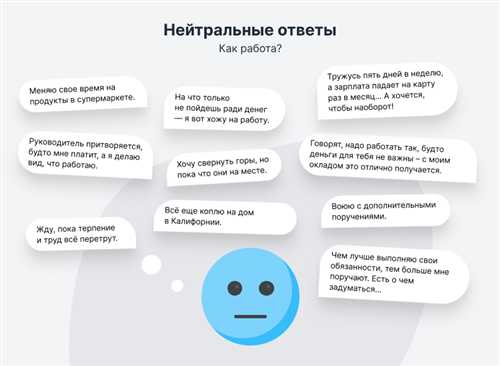 Нейтральные ответы
Как работа?
Меняю свое время на
продукты в супермаркете.
На что только
не пойдешь ради денег
— я вот хожу на работу.
Тружусь пять дней в неделю,
а зарплата падает на карту
раз в месяц... А хочется,
чтобы наоборот!
Руководитель притворяется,
будто мне платит, а я делаю
вид, что работаю.
Хочу свернуть горы, но
пока что они на месте.
Говорят, надо работать так, будто
деньги для тебя не важны – с моим
окладом это отлично получается.
Жду, пока терпение
и труд всё перетрут.
Всё еще коплю на дом
в Калифорнии.
Воюю с дополнительными
поручениями.
Чем лучше выполняю свои
обязанности, тем больше мне
поручают. Есть о чем
задуматься...